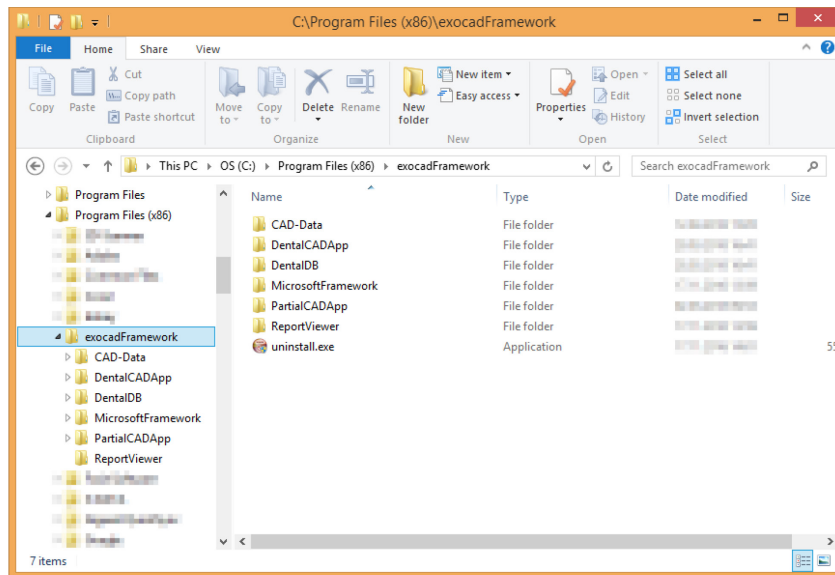 C:\Program Files (x86)\exocadFramework
File Home Share View
Copy
Paste
Cut
Copy path
Paste shortcut
Clipboard
Move to
Copy to
Delete
Rename
Organize
New folder
New item
Easy access
New
Properties
Open
Edit
History
Open
Select all
Select none
Invert selection
Select
This PC OS (C:) Program Files (x86) exocadFramework
Search exocadFramework
Program Files
Program Files (x86)
exocadFramework
CAD-Data
DentalCADApp
DentalDB
MicrosoftFramework
PartialCADApp
ReportViewer
Name Type Date modified Size
CAD-Data File folder
DentalCADApp File folder
DentalDB File folder
MicrosoftFramework File folder
PartialCADApp File folder
ReportViewer File folder
uninstall.exe Application
7 items